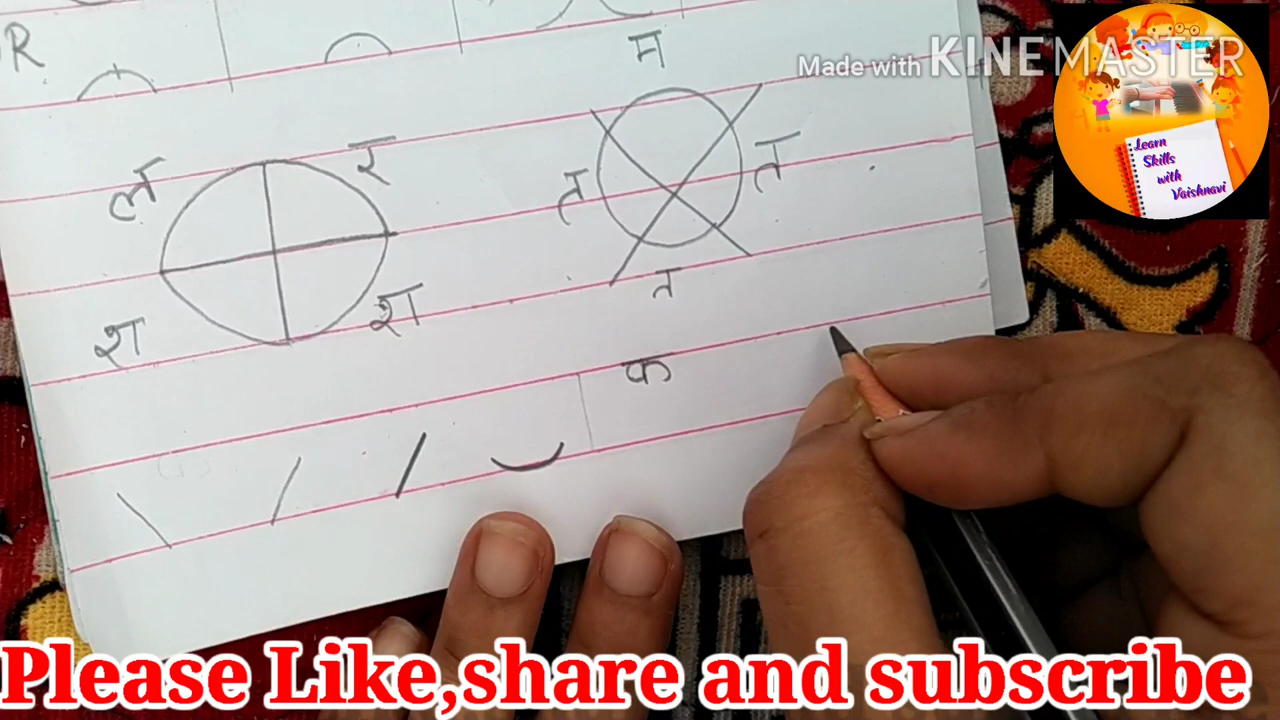 R
Made with KINEMASTER
Learn
Skills
with
Vaishnavi
म
ल र
त त
श श
न
क
Please Like,share and subscribe